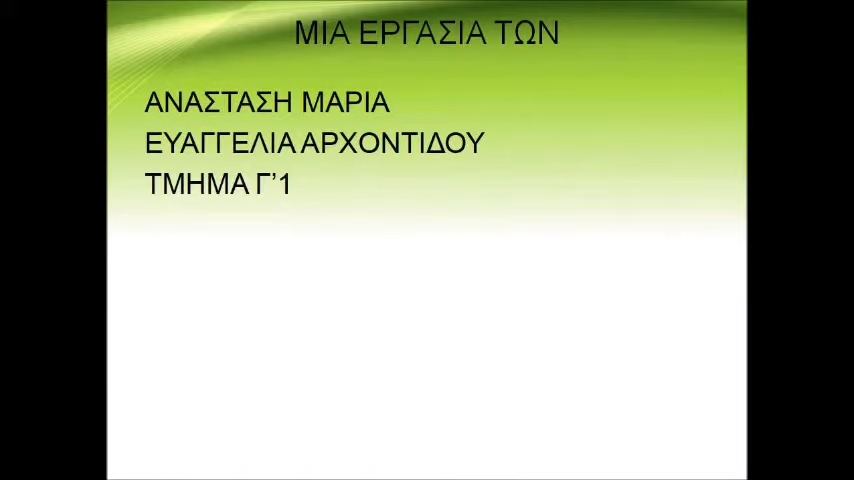 ΜΙΑ ΕΡΓΑΣΙΑ ΤΩΝ
ΑΝΑΣΤΑΣΗ ΜΑΡΙΑ
ΕΥΑΓΓΕΛΙΑ ΑΡΧΟΝΤΙΔΟΥ
ΤΜΗΜΑ Γ’1